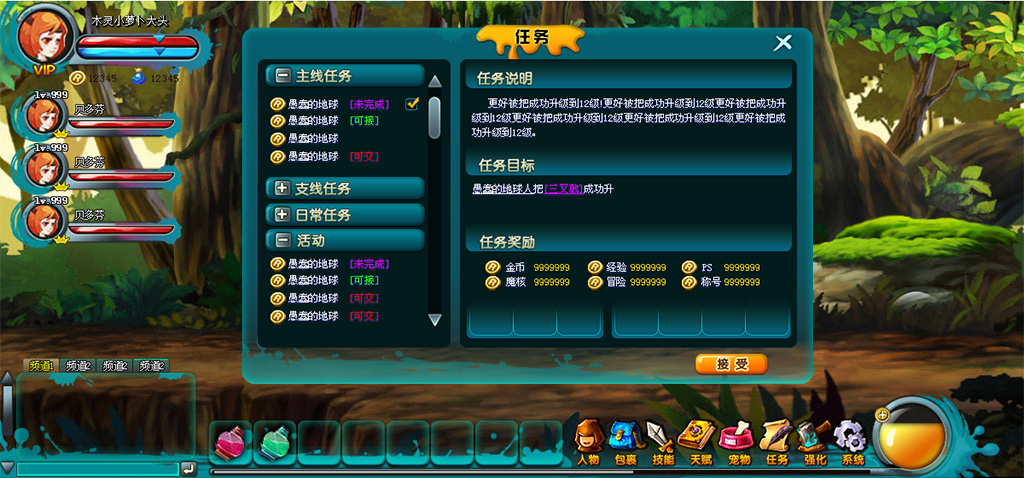 木灵小萝卜大头
VIP
12345 12345
lv.999
贝多芬
lv.999
贝多芬
lv.999
贝多芬
任务
主线任务
愚蠢的地球 [未完成]
愚蠢的地球 [可接]
愚蠢的地球
愚蠢的地球 [可交]
支线任务
日常任务
活动
愚蠢的地球 [未完成]
愚蠢的地球 [可接]
愚蠢的地球 [可交]
愚蠢的地球 [可交]
任务说明
更好被把成功升级到12级!更好被把成功升级到12级更好被把成功升
级到12级更好被把成功升级到12级更好被把成功升级到12级更好被把成
功升级到12级。
任务目标
愚蠢的地球人把[三叉戟]成功升
任务奖励
金币 9999999 经验 9999999 PS 9999999
魔核 9999999 冒险 9999999 称号 9999999
接受
频道1 频道2 频道2 频道2
人物 包裹 技能 天赋 宠物 任务 强化 系统